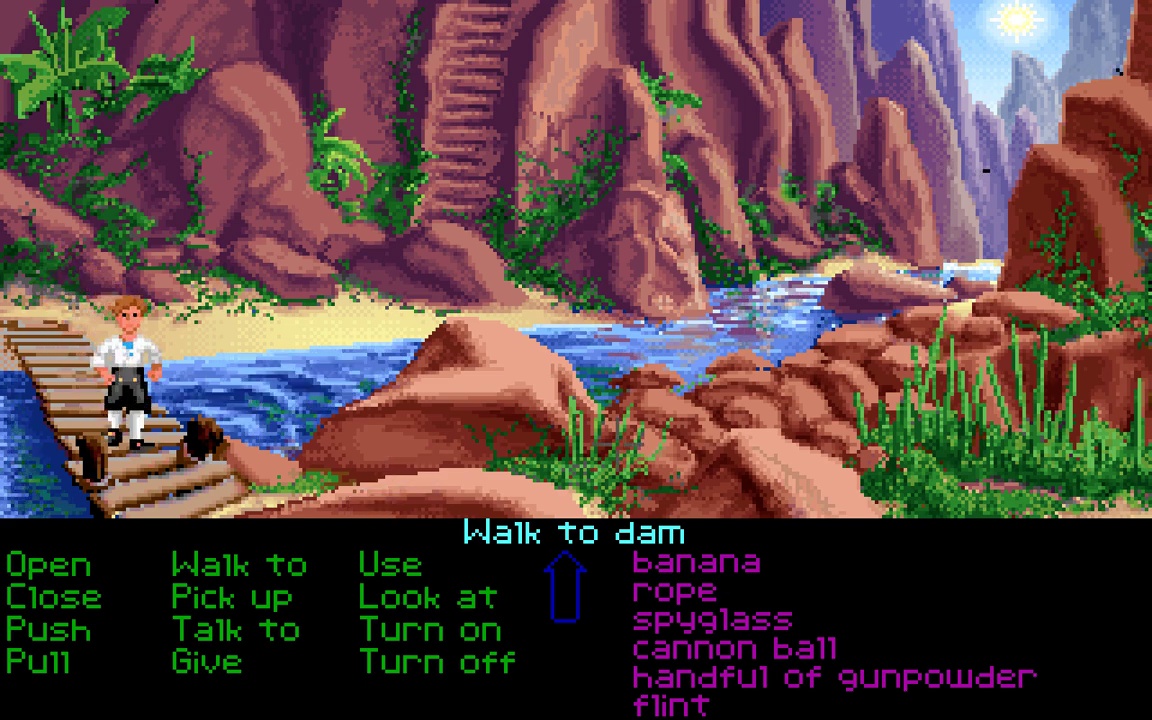 Walk to dam
Open Walk to Use
Close Pick up Look at
Push Talk to Turn on
Pull Give Turn off
banana
rope
spyglass
cannon ball
handful of gunpowder
flint